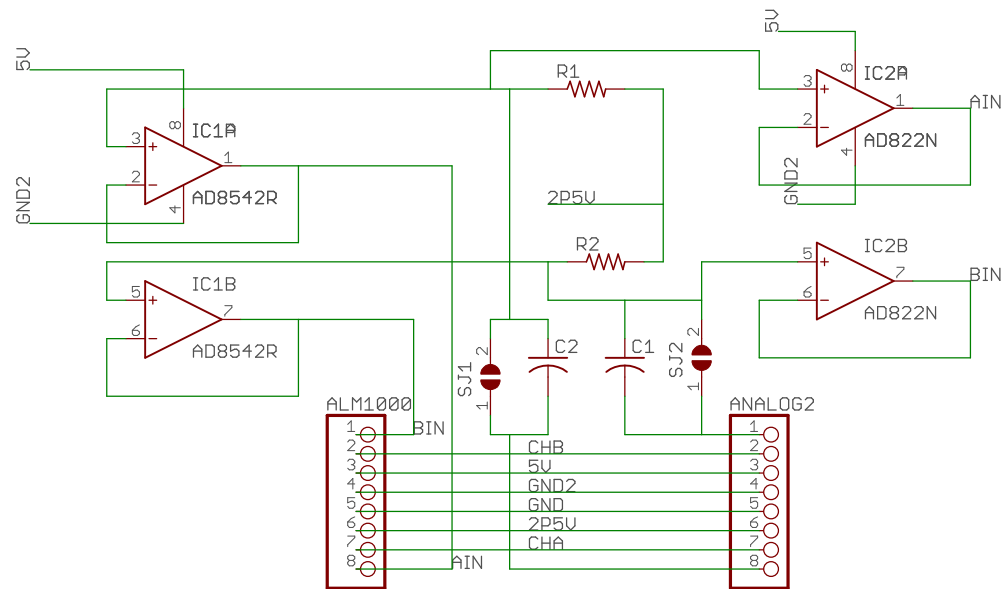 5V
5V
R1
8
IC2A
3
1
AIN
2
AD822N
4
GND2
8
IC1A
3
1
2
AD8542R
4
GND2
2P5V
R2
IC2B
5
7
BIN
6
AD822N
IC1B
5
7
6
AD8542R
2
SJ1
1
C2
C1
2
SJ2
1
ALM1000
ANALOG2
1
BIN
1
2
CHB
2
3
5V
3
4
GND2
4
5
GND
5
6
2P5V
6
7
CHA
7
8
AIN
8